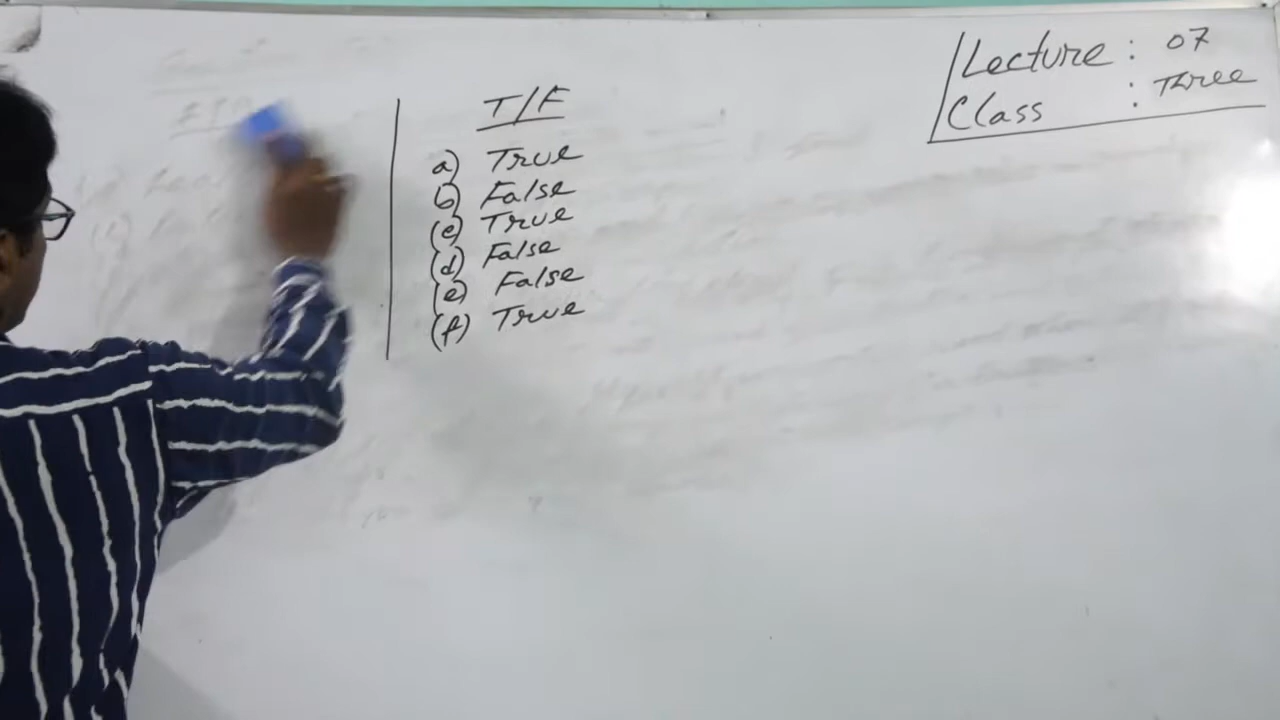 Lecture : 07
Class : Three
T/F
a) True
b) False
(c) True
(d) False
(e) False
(f) True